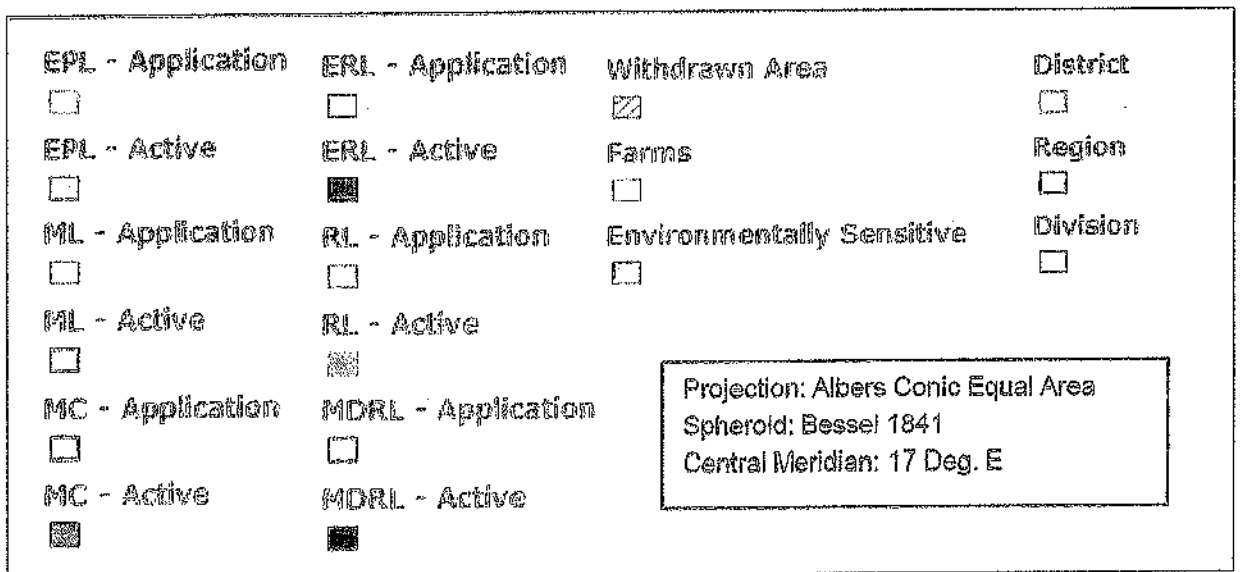 EPL - Application
EPL - Active
ML - Application
ML - Active
MC - Application
MC - Active
ERL - Application
ERL - Active
RL - Application
RL - Active
MDRL - Application
MDRL - Active
Withdrawn Area
Farms
Environmentally Sensitive
District
Region
Division
Projection: Albers Conic Equal Area
Spheroid: Bessel 1841
Central Meridian: 17 Deg. E